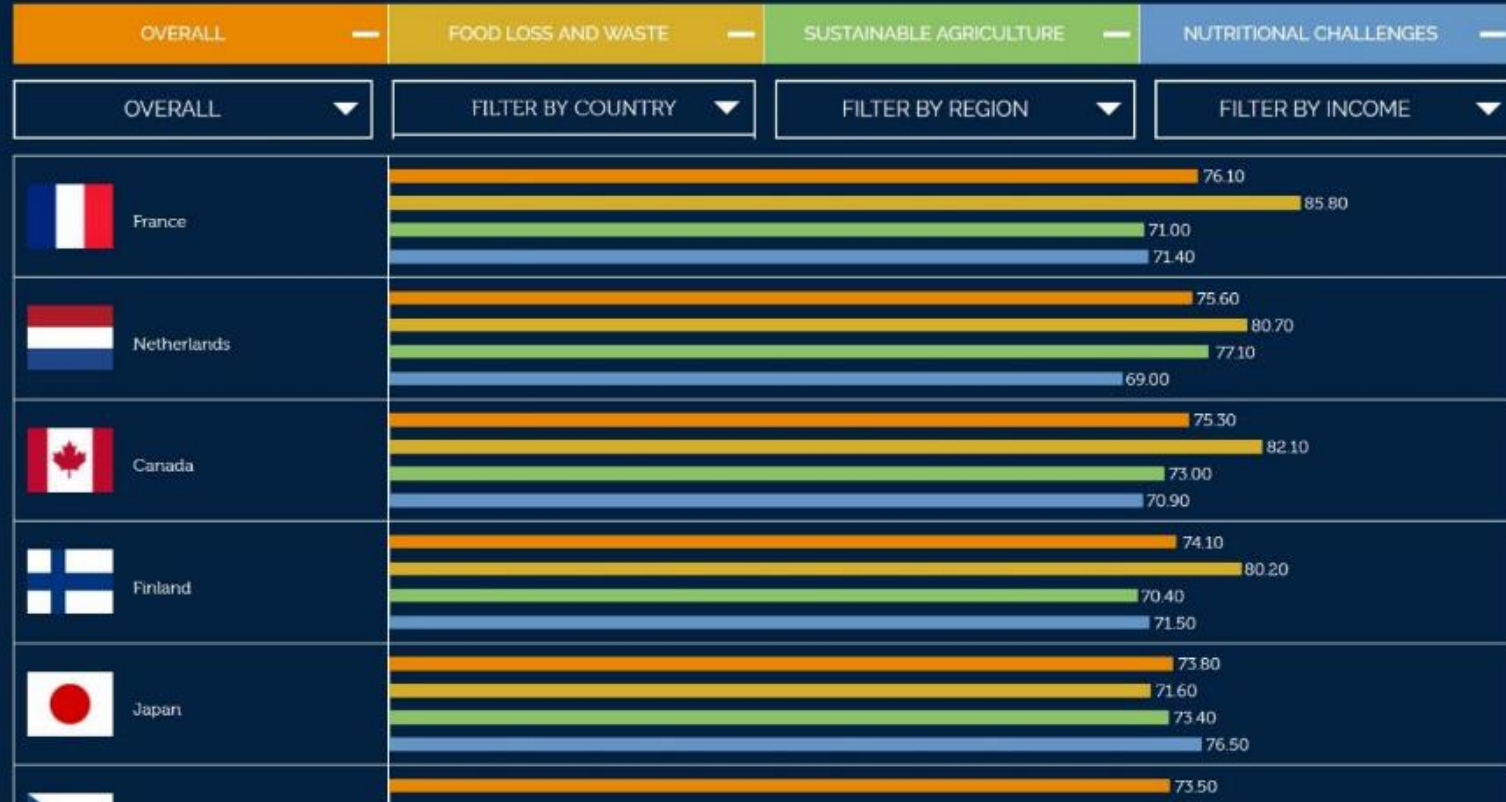 OVERALL
FOOD LOSS AND WASTE
SUSTAINABLE AGRICULTURE
NUTRITIONAL CHALLENGES
OVERALL
FILTER BY COUNTRY
FILTER BY REGION
FILTER BY INCOME
France
76.10
85.80
71.00
71.40
Netherlands
75.60
80.70
77.10
69.00
Canada
75.30
82.10
73.00
70.90
Finland
74.10
80.20
70.40
71.50
Japan
73.80
71.60
73.40
76.50
73.50